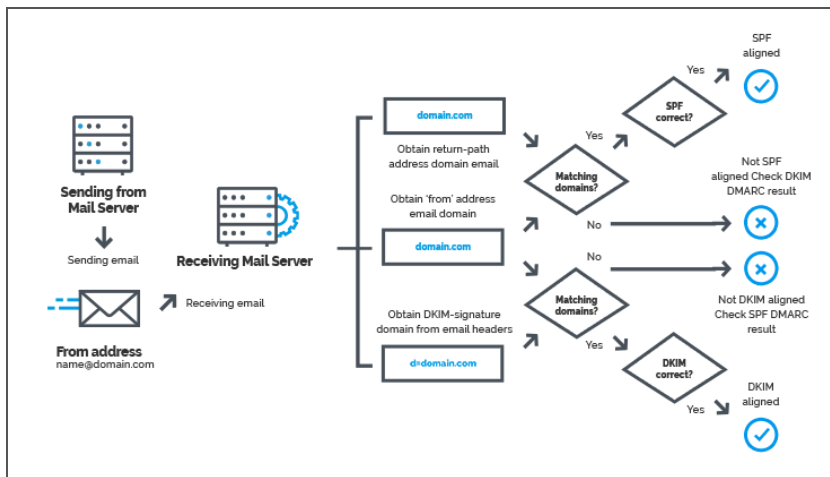 Sending from
Mail Server
Sending email
From address
name@domain.com
Receiving email
Receiving Mail Server
domain.com
Obtain return-path
address domain email
Obtain ‘from’ address
email domain
domain.com
Obtain DKIM-signature
domain from email headers
d=domain.com
Matching
domains?
Yes
No
No
Matching
domains?
Yes
SPF
correct?
Yes
SPF
aligned
Not SPF
aligned Check DKIM
DMARC result
Not DKIM aligned
Check SPF DMARC
result
DKIM
correct?
Yes
DKIM
aligned